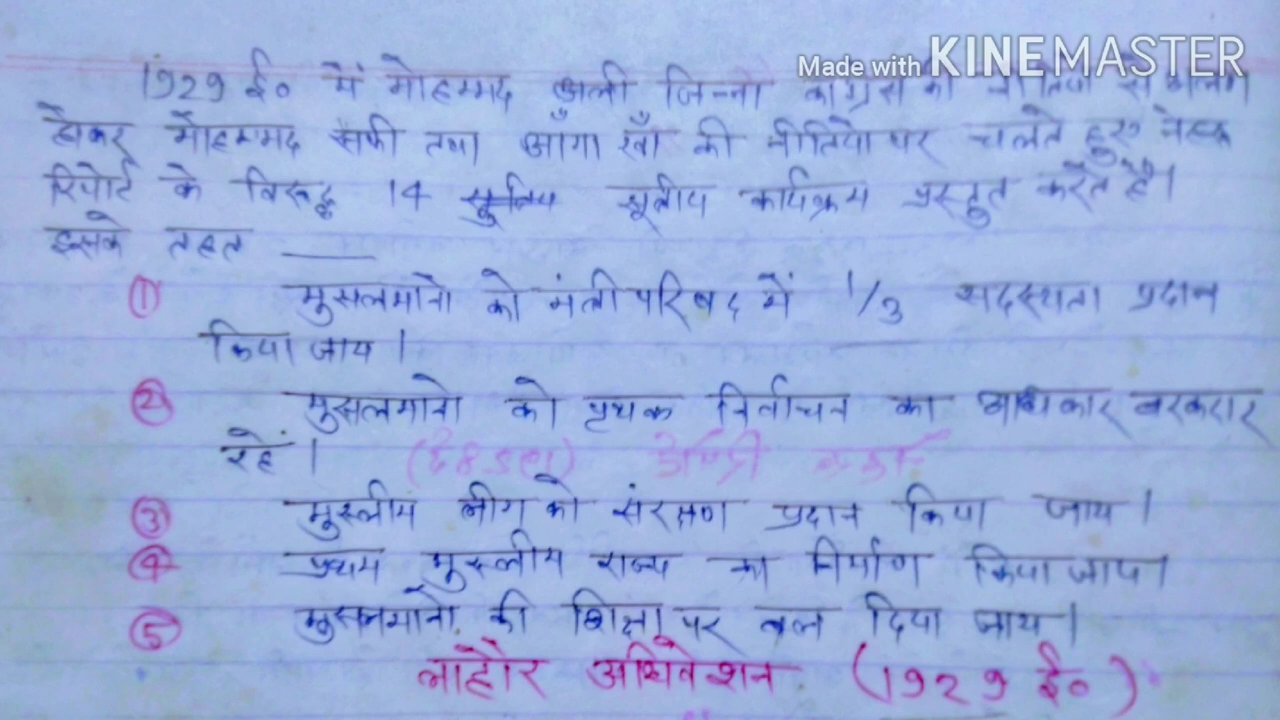 Made with KINEMASTER
1929 ई० में मोहम्मद अली जिन्ना कांग्रेस की नीतियों से अलग
होकर मोहम्मद सफी तथा आँगा खाँ की नीतियो पर चलते हुए नेहरू
रिपोर्ट के विरूद्ध 14 सूत्रीय कार्यक्रम प्रस्तुत करते है।
इसके तहत —
① मुसलमानो को मंत्री परिषद में 1/3 सदस्यता प्रदान
किया जाय।
② मुसलमानो को पृथक निर्वाचन का अधिकार बरकरार
रहें।
③ मुस्लीम लीग को संरक्षण प्रदान किया जाय।
④ प्रथम मुस्लीम राज्य का निर्माण किया जाय।
⑤ मुसलमानो की शिक्षा पर बल दिया जाय।
लाहौर अधिवेशन (1929 ई०)